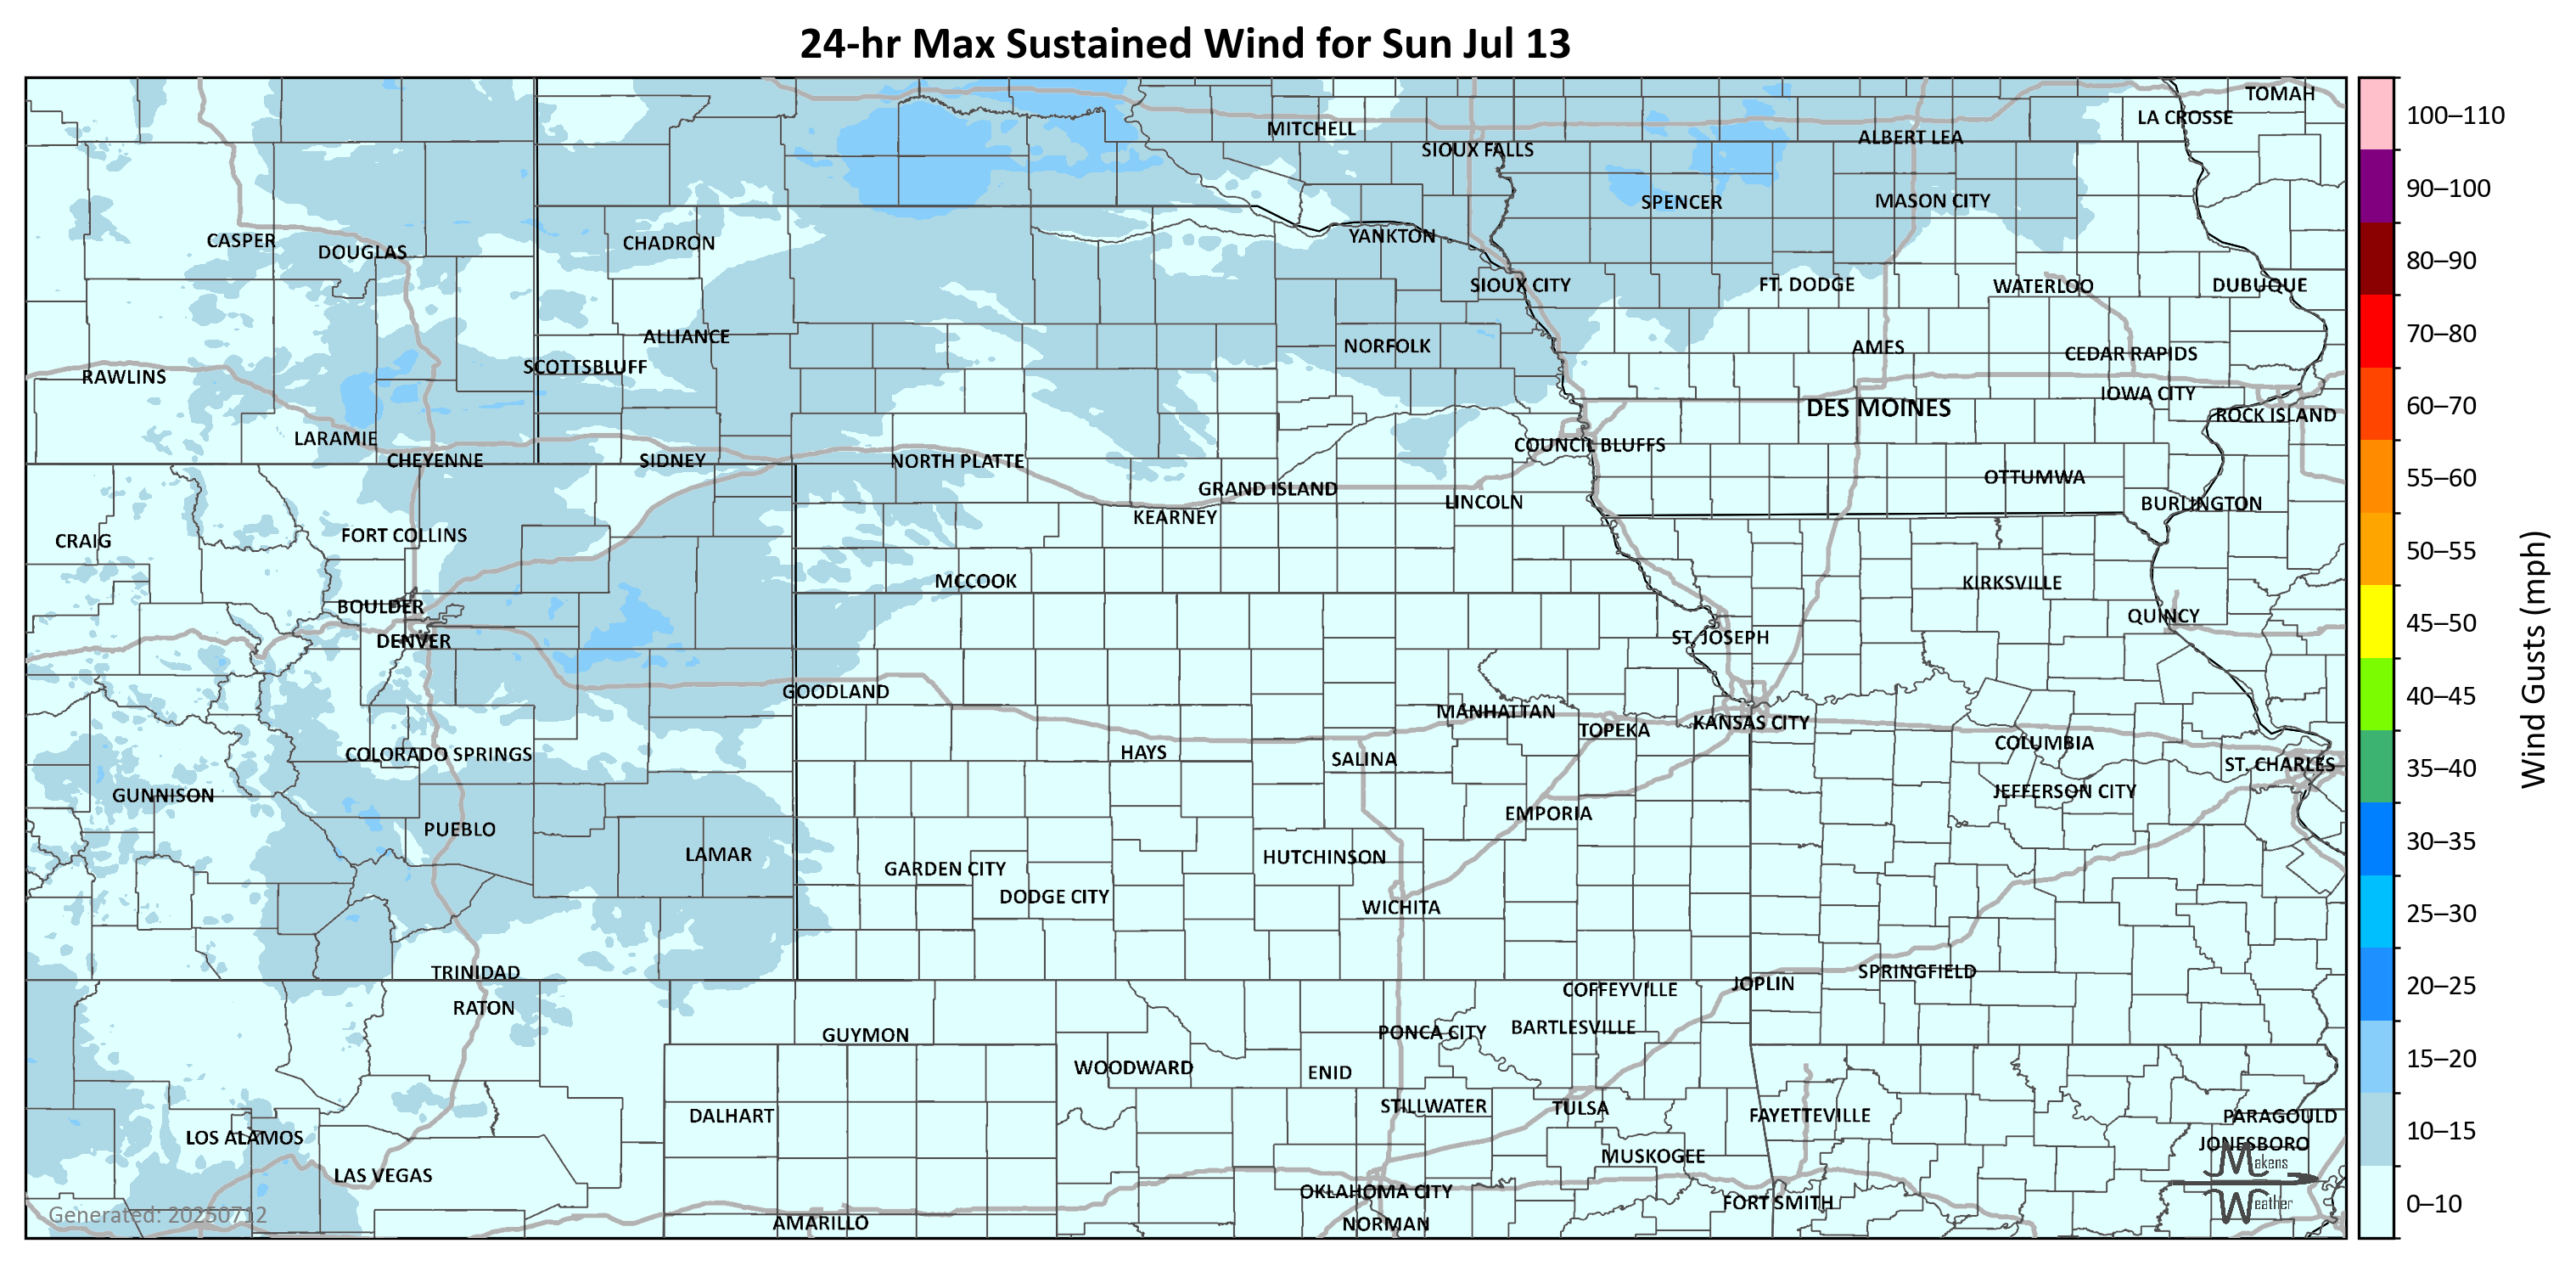 24-hr Max Sustained Wind for Sun Jul 13
TOMAH
LA CROSSE
MITCHELL
ALBERT LEA
SIOUX FALLS
SPENCER
MASON CITY
CASPER
DOUGLAS
CHADRON
YANKTON
SIOUX CITY
FT. DODGE
WATERLOO
DUBUQUE
ALLIANCE
NORFOLK
AMES
CEDAR RAPIDS
SCOTTSBLUFF
RAWLINS
IOWA CITY
DES MOINES
ROCK ISLAND
LARAMIE
COUNCIL BLUFFS
CHEYENNE
SIDNEY
NORTH PLATTE
OTTUMWA
GRAND ISLAND
LINCOLN
BURLINGTON
KEARNEY
CRAIG
FORT COLLINS
MCCOOK
KIRKSVILLE
BOULDER
QUINCY
DENVER
ST. JOSEPH
GOODLAND
MANHATTAN
TOPEKA
KANSAS CITY
COLORADO SPRINGS
HAYS
SALINA
COLUMBIA
ST. CHARLES
GUNNISON
JEFFERSON CITY
PUEBLO
EMPORIA
LAMAR
HUTCHINSON
GARDEN CITY
DODGE CITY
WICHITA
TRINIDAD
SPRINGFIELD
JOPLIN
COFFEYVILLE
RATON
GUYMON
PONCA CITY
BARTLESVILLE
WOODWARD
ENID
DALHART
STILLWATER
TULSA
FAYETTEVILLE
PARAGOULD
LOS ALAMOS
JONESBORO
LAS VEGAS
MUSKOGEE
OKLAHOMA CITY
FORT SMITH
AMARILLO
NORMAN
Generated: 20250712
Makens
Weather
100–110
90–100
80–90
70–80
60–70
55–60
50–55
45–50
40–45
35–40
30–35
25–30
20–25
15–20
10–15
0–10
Wind Gusts (mph)